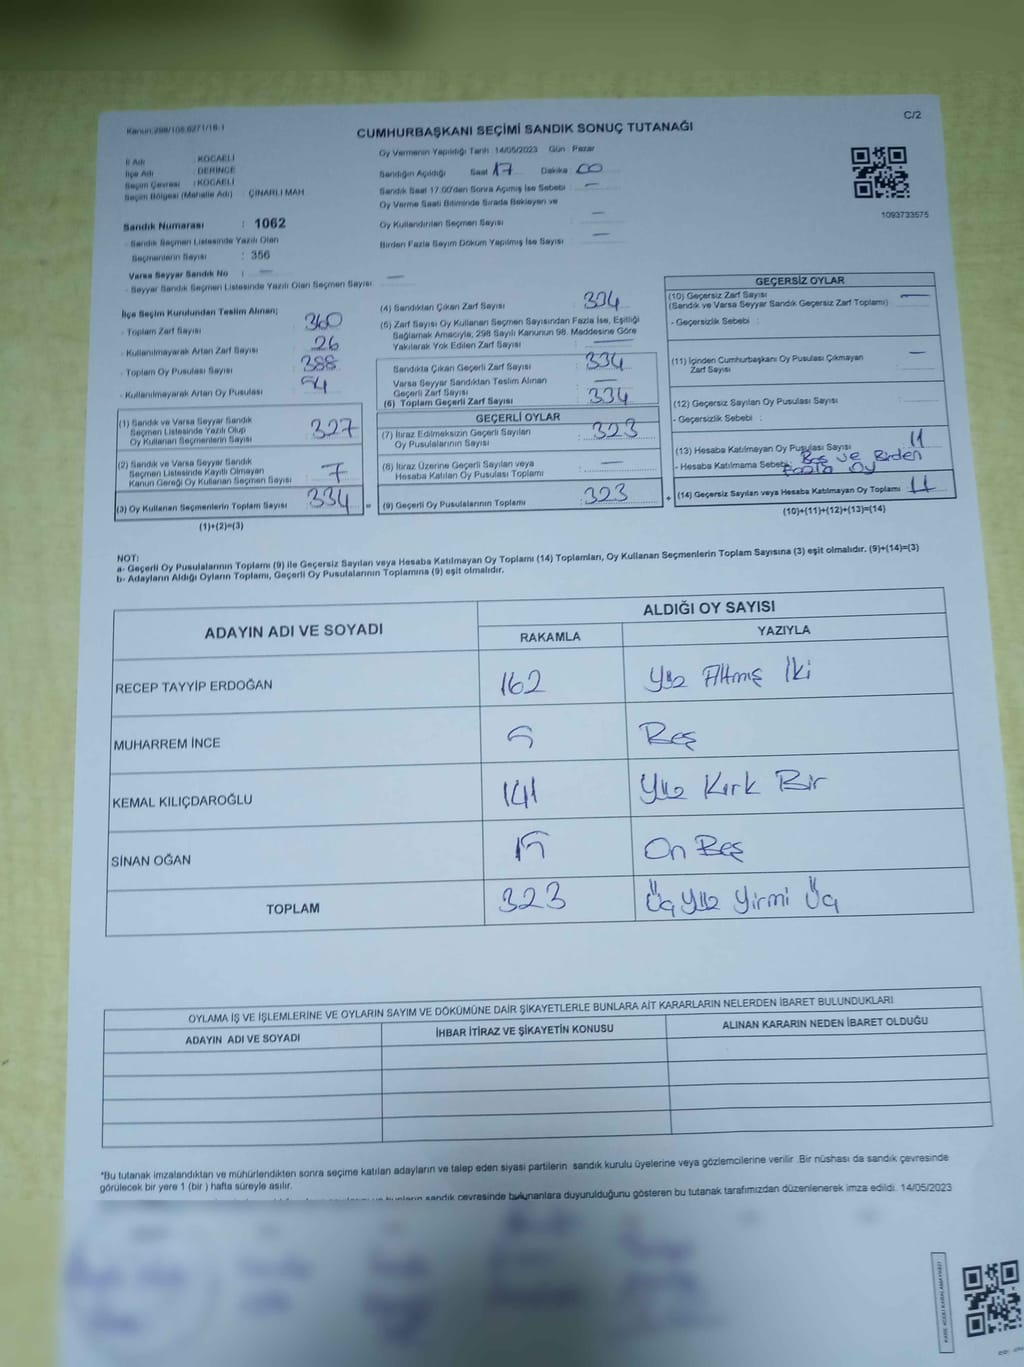 Kanun:298/105,6271/16-1
C/2
CUMHURBAŞKANI SEÇİMİ SANDIK SONUÇ TUTANAĞI
İl Adı : KOCAELİ
İlçe Adı : DERİNCE
Seçim Çevresi : KOCAELİ
Seçim Bölgesi (Mahalle Adı) ÇINARLI MAH
Sandık Numarası : 1062
- Sandık Seçmen Listesinde Yazılı Olan
Seçmenlerin Sayısı : 356
Varsa Seyyar Sandık No : —
- Seyyar Sandık Seçmen Listesinde Yazılı Olan Seçmen Sayısı : —
Oy Vermenin Yapıldığı Tarih : 14/05/2023 Gün : Pazar
Sandığın Açıldığı Saat 17 Dakika 00
Sandık Saat 17.00'den Sonra Açımış İse Sebebi : —
Oy Verme Saati Bitiminde Sırada Bekleyen ve
Oy Kullandırılan Seçmen Sayısı —
Birden Fazla Sayım Döküm Yapılmış İse Sayısı —
1093733575
İlçe Seçim Kurulundan Teslim Alınan;
- Toplam Zarf Sayısı : 360
- Kullanılmayarak Artan Zarf Sayısı : 26
- Toplam Oy Pusulası Sayısı : 388
- Kullanılmayarak Artan Oy Pusulası : 54
(1) Sandık ve Varsa Seyyar Sandık
Seçmen Listesinde Yazılı Olup
Oy Kullanan Seçmenlerin Sayısı : 327
(2) Sandık ve Varsa Seyyar Sandık
Seçmen Listesinde Kayıtlı Olmayan
Kanun Gereği Oy Kullanan Seçmen Sayısı : 7
(3) Oy Kullanan Seçmenlerin Toplam Sayısı : 334
(1)+(2)=(3)
(4) Sandıktan Çıkan Zarf Sayısı : 334
(5) Zarf Sayısı Oy Kullanan Seçmen Sayısından Fazla İse, Eşitliği
Sağlamak Amacıyla; 298 Sayılı Kanunun 98. Maddesine Göre
Yakılarak Yok Edilen Zarf Sayısı : —
Sandıkta Çıkan Geçerli Zarf Sayısı : 334
Varsa Seyyar Sandıktan Teslim Alınan
Geçerli Zarf Sayısı : —
(6) Toplam Geçerli Zarf Sayısı : 334
GEÇERLİ OYLAR
(7) İtiraz Edilmeksizin Geçerli Sayılan
Oy Pusulalarının Sayısı : 323
(8) İtiraz Üzerine Geçerli Sayılan veya
Hesaba Katılan Oy Pusulası Sayısı : —
= (9) Geçerli Oy Pusulalarının Toplamı : 323
GEÇERSİZ OYLAR
(10) Geçersiz Zarf Sayısı —
(Sandık ve Varsa Seyyar Sandık Geçersiz Zarf Toplamı) :
- Geçersizlik Sebebi :
(11) İçinden Cumhurbaşkanı Oy Pusulası Çıkmayan
Zarf Sayısı : —
(12) Geçersiz Sayılan Oy Pusulası Sayısı :
- Geçersizlik Sebebi :
(13) Hesaba Katılmayan Oy Pusulası Sayısı : 11
- Hesaba Katılmama Sebebi : Boş ve Birden
Fazla Oy
+ (14) Geçersiz Sayılan veya Hesaba Katılmayan Oy Toplamı : 11
(10)+(11)+(12)+(13)=(14)
NOT:
a- Geçerli Oy Pusulalarının Toplamı (9) ile Geçersiz Sayılan veya Hesaba Katılmayan Oy Toplamı (14) Toplamları, Oy Kullanan Seçmenlerin Toplam Sayısına (3) eşit olmalıdır. (9)+(14)=(3)
b- Adayların Aldığı Oyların Toplamı, Geçerli Oy Pusulalarının Toplamına (9) eşit olmalıdır.
ADAYIN ADI VE SOYADI
ALDIĞI OY SAYISI
RAKAMLA YAZIYLA
RECEP TAYYİP ERDOĞAN 162 Yüz Altmış İki
MUHARREM İNCE 5 Beş
KEMAL KILIÇDAROĞLU 141 Yüz Kırk Bir
SİNAN OĞAN 15 On Beş
TOPLAM 323 Üç Yüz Yirmi Üç
OYLAMA İŞ VE İŞLEMLERİNE VE OYLARIN SAYIM VE DÖKÜMÜNE DAİR ŞİKAYETLERLE BUNLARA AİT KARARLARIN NELERDEN İBARET BULUNDUKLARI
ADAYIN ADI VE SOYADI İHBAR İTİRAZ VE ŞİKAYETİN KONUSU ALINAN KARARIN NEDEN İBARET OLDUĞU
*Bu tutanak imzalandıktan ve mühürlendikten sonra seçime katılan adayların ve talep eden siyasi partilerin sandık kurulu üyelerine veya gözlemcilerine verilir .Bir nüshası da sandık çevresinde
görülecek bir yere 1 (bir ) hafta süreyle asılır.
sandık çevresinde bulunanlara duyurulduğunu gösteren bu tutanak tarafımızdan düzenlenerek imza edildi. 14/05/2023